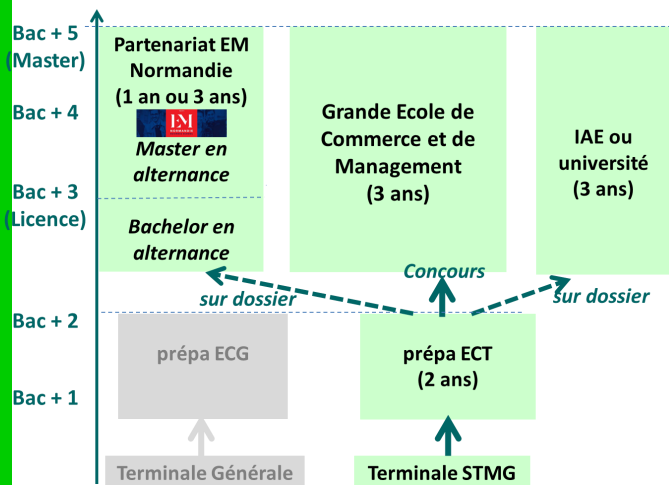 Bac + 5
(Master)
Bac + 4
Bac + 3
(Licence)
Bac + 2
Bac + 1
Partenariat EM
Normandie
(1 an ou 3 ans)
EM
NORMANDIE
Master en
alternance
Bachelor en
alternance
Grande Ecole de
Commerce et de
Management
(3 ans)
IAE ou
université
(3 ans)
sur dossier
Concours
sur dossier
prépa ECG
prépa ECT
(2 ans)
Terminale Générale
Terminale STMG